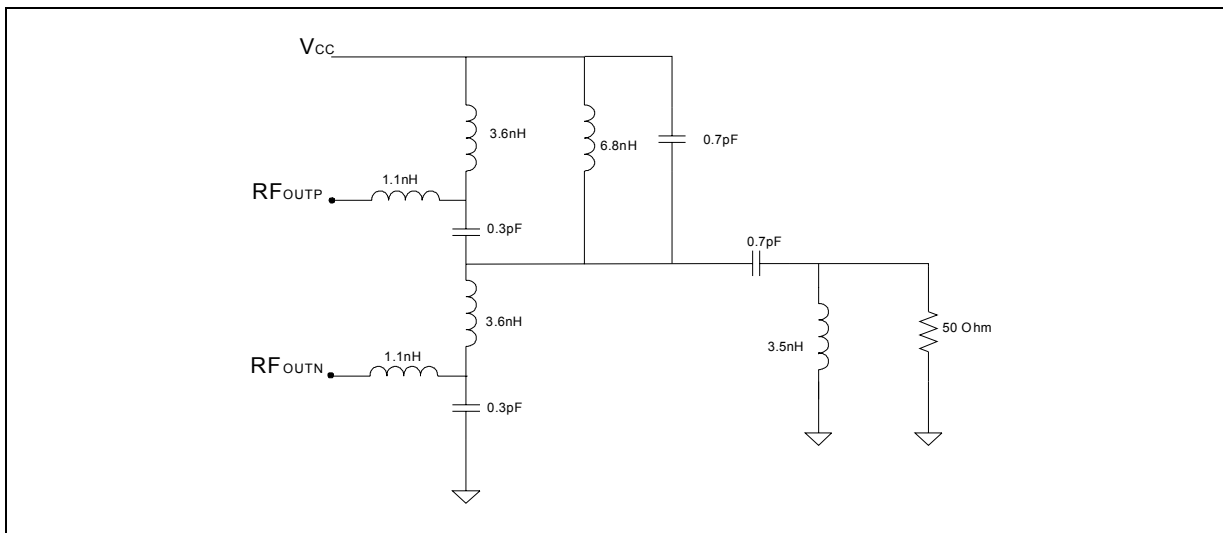 VCC
3.6nH
6.8nH
0.7pF
1.1nH
RFOUTP
0.3pF
0.7pF
3.6nH
3.5nH
50 Ohm
1.1nH
RFOUTN
0.3pF